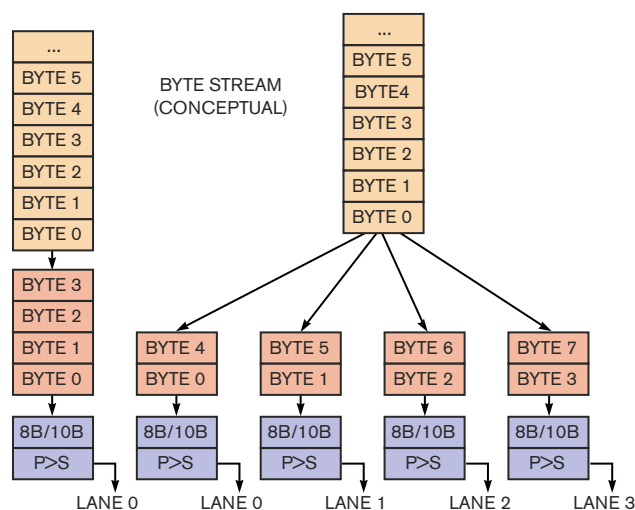 ...
BYTE 5
BYTE 4
BYTE 3
BYTE 2
BYTE 1
BYTE 0
BYTE 3
BYTE 2
BYTE 1
BYTE 0
8B/10B
P>S
LANE 0
BYTE STREAM
(CONCEPTUAL)
...
BYTE 5
BYTE4
BYTE 3
BYTE 2
BYTE 1
BYTE 0
BYTE 4
BYTE 0
8B/10B
P>S
LANE 0
BYTE 5
BYTE 1
8B/10B
P>S
LANE 1
BYTE 6
BYTE 2
8B/10B
P>S
LANE 2
BYTE 7
BYTE 3
8B/10B
P>S
LANE 3